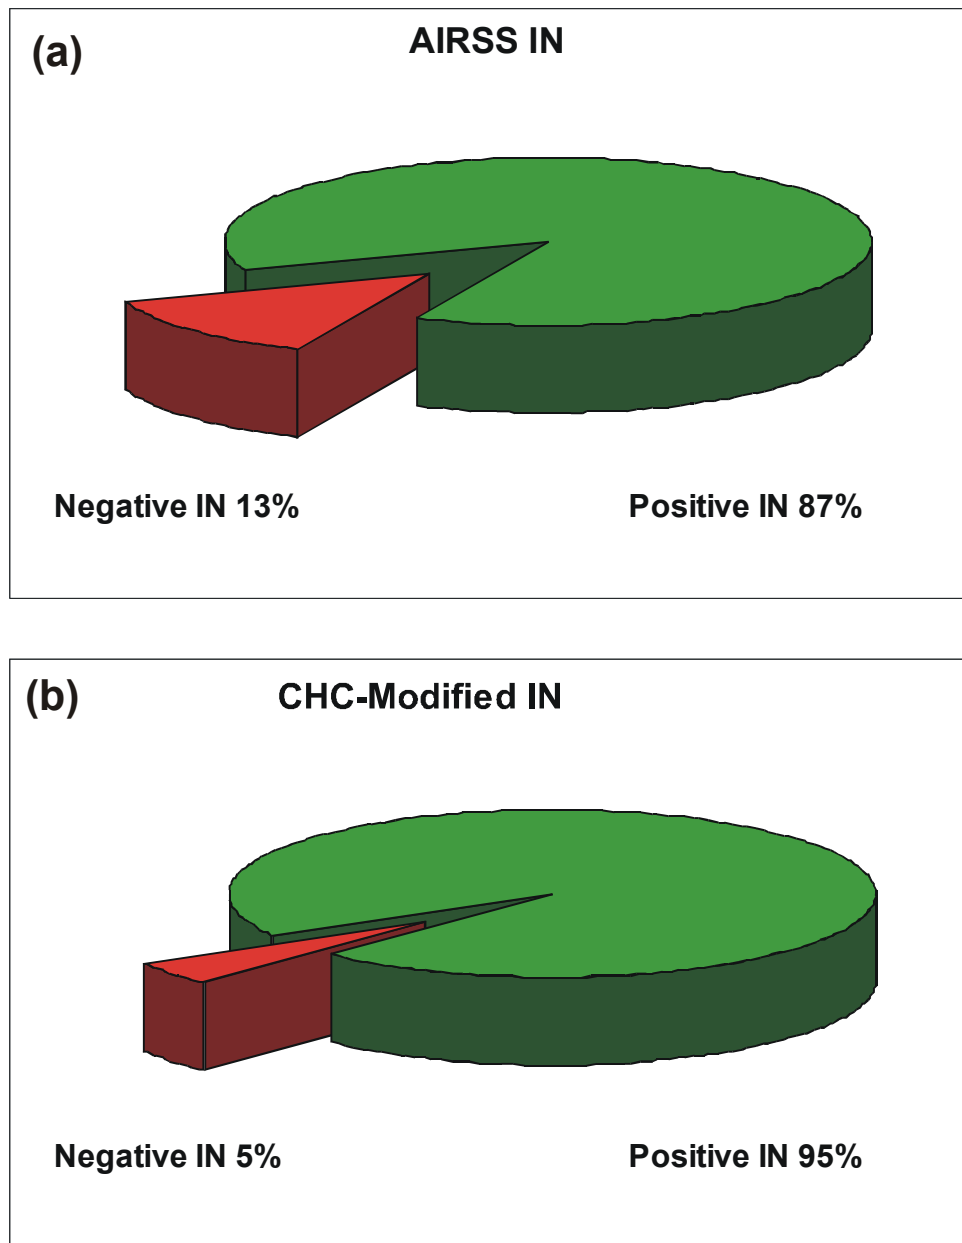 (a)
AIRSS IN
Negative IN 13%
Positive IN 87%
(b)
CHC-Modified IN
Negative IN 5%
Positive IN 95%